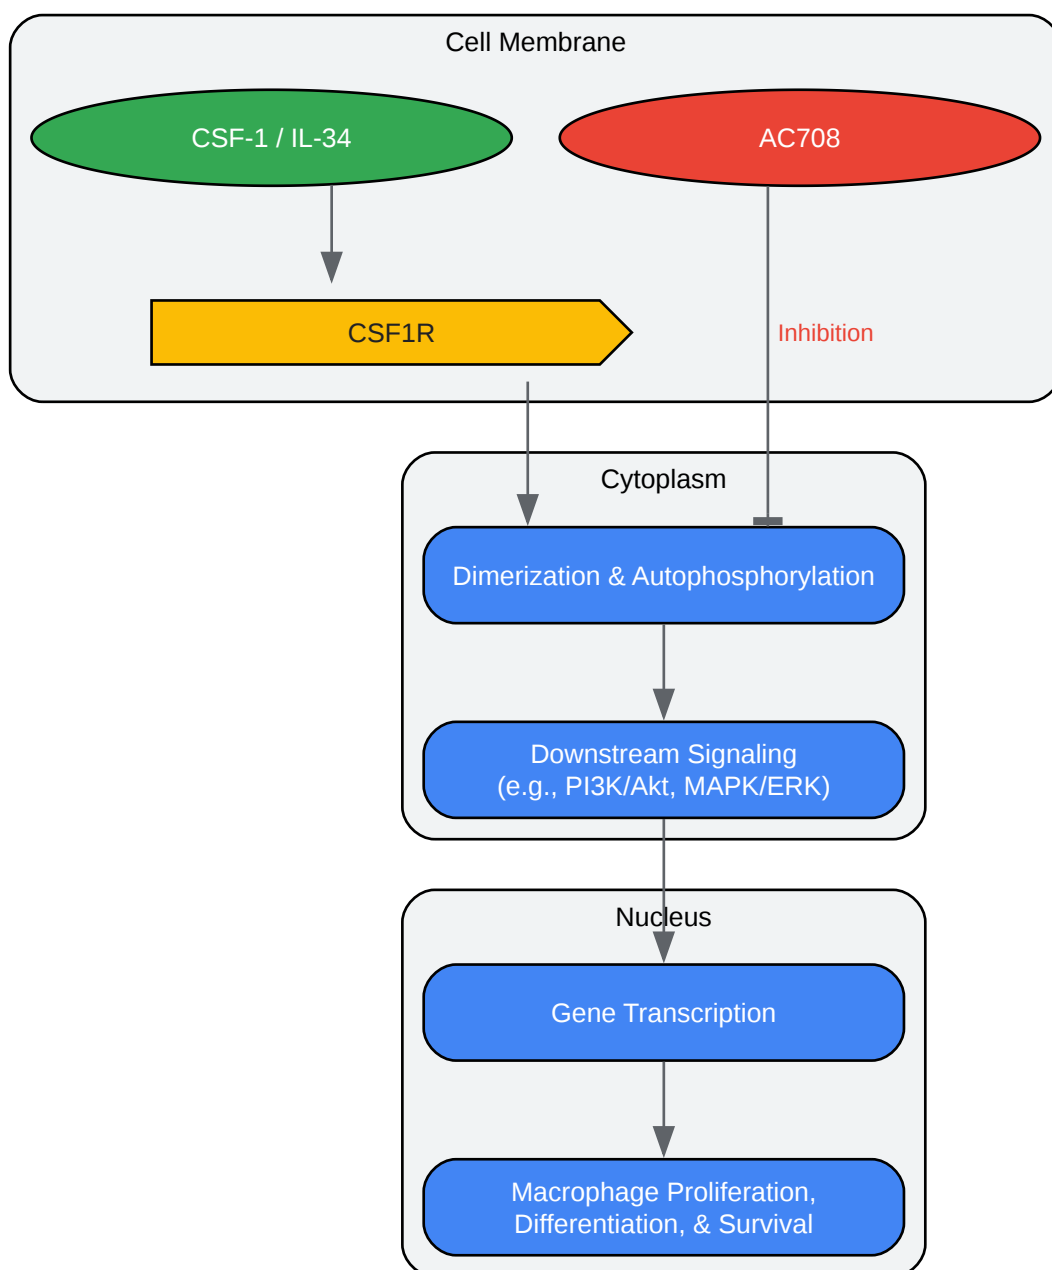 Cell Membrane
CSF-1 / IL-34
AC708
CSF1R
Inhibition
Cytoplasm
Dimerization & Autophosphorylation
Downstream Signaling
(e.g., PI3K/Akt, MAPK/ERK)
Nucleus
Gene Transcription
Macrophage Proliferation,
Differentiation, & Survival